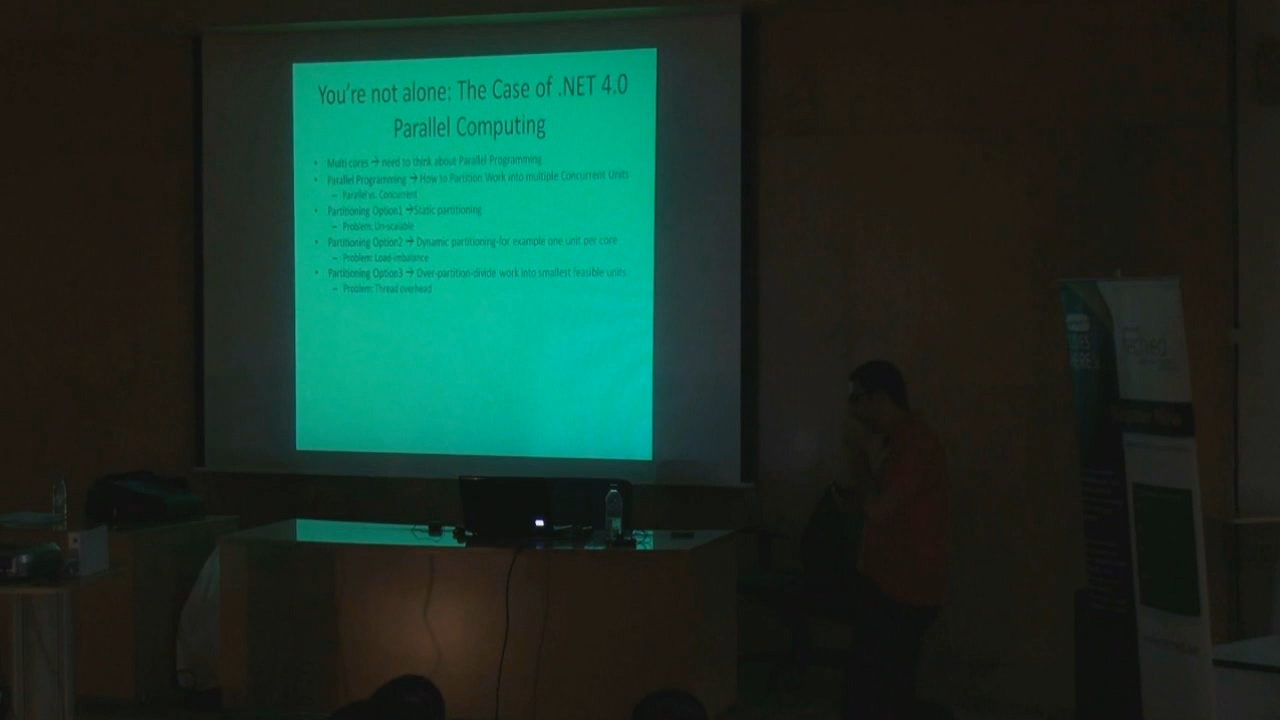 You're not alone: The Case of .NET 4.0
Parallel Computing
• Multi cores → need to think about Parallel Programming
• Parallel Programming → How to Partition Work into multiple Concurrent Units
– Parallel vs. Concurrent
• Partitioning Option1 → Static partitioning
– Problem: Un-scalable
• Partitioning Option2 → Dynamic partitioning-for example one unit per core
– Problem: Load-imbalance
• Partitioning Option3 → Over-partition-divide work into smallest feasible units
– Problem: Thread overhead